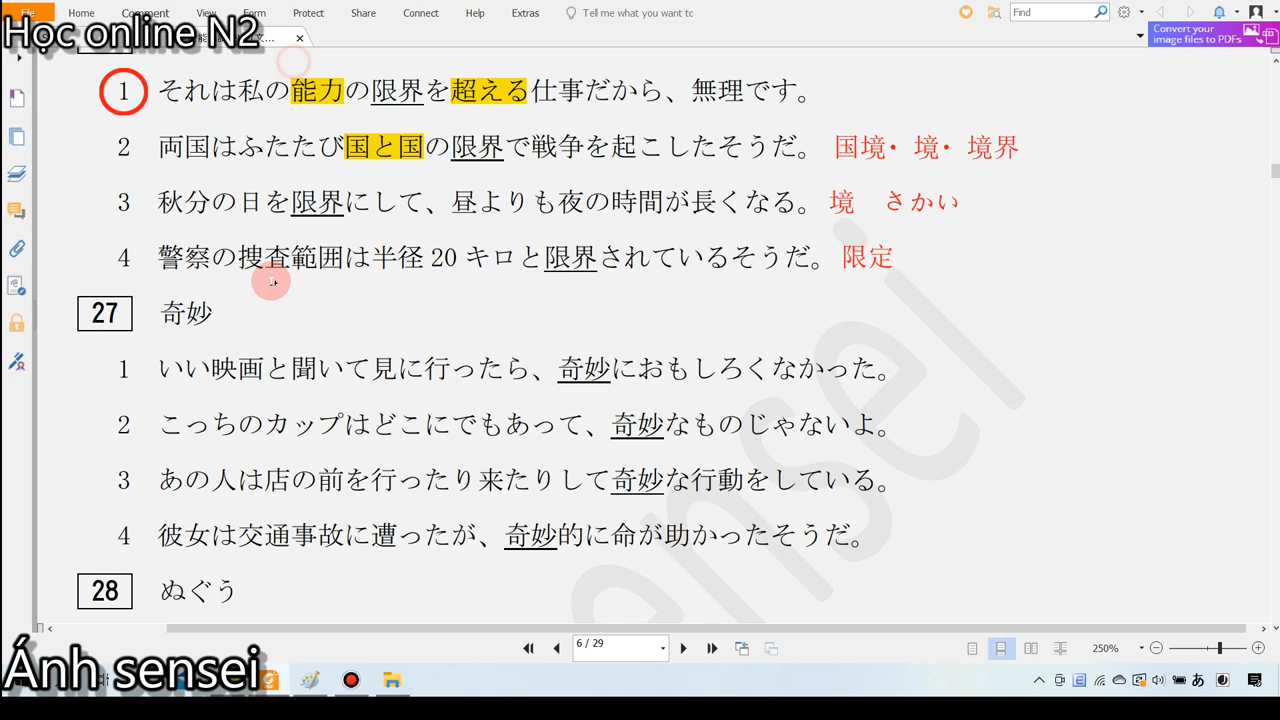 File Home Comment View Form Protect Share Connect Help Extras Tell me what you want to Find
Học online N2
Convert your
image files to PDFs
1 それは私の能力の限界を超える仕事だから、無理です。
2 両国はふたたび国と国の限界で戦争を起こしたそうだ。 国境・境・境界
3 秋分の日を限界にして、昼よりも夜の時間が長くなる。 境 さかい
4 警察の捜査範囲は半径 20 キロと限界されているそうだ。 限定
27 奇妙
1 いい映画と聞いて見に行ったら、奇妙におもしろくなかった。
2 こっちのカップはどこにでもあって、奇妙なものじゃないよ。
3 あの人は店の前を行ったり来たりして奇妙な行動をしている。
4 彼女は交通事故に遭ったが、奇妙的に命が助かったそうだ。
28 ぬぐう
sensei
6 / 29
250%
Ánh sensei
あ